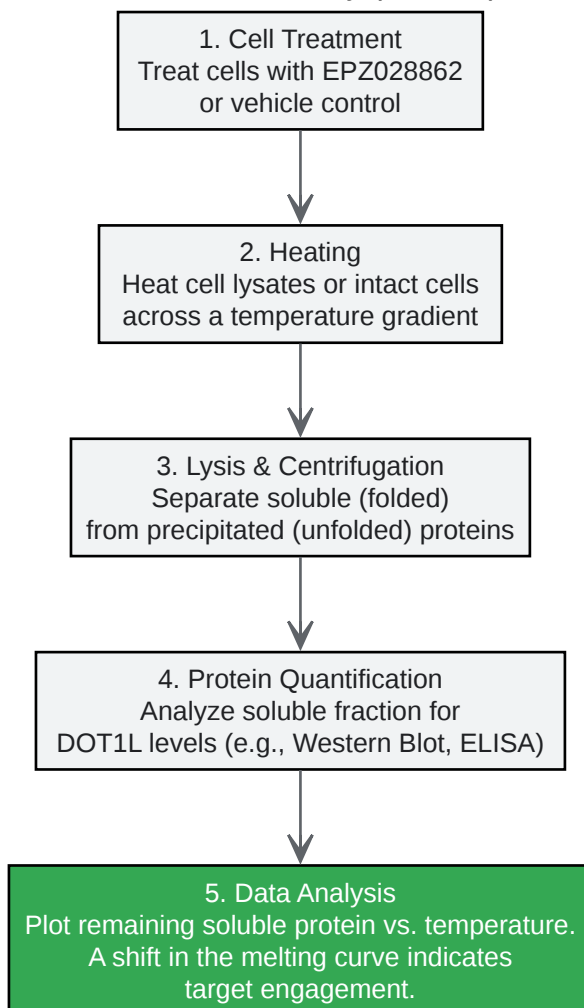 1. Cell Treatment
Treat cells with EPZ028862
or vehicle control
2. Heating
Heat cell lysates or intact cells
across a temperature gradient
3. Lysis & Centrifugation
Separate soluble (folded)
from precipitated (unfolded) proteins
4. Protein Quantification
Analyze soluble fraction for
DOT1L levels (e.g., Western Blot, ELISA)
5. Data Analysis
Plot remaining soluble protein vs. temperature.
A shift in the melting curve indicates
target engagement.